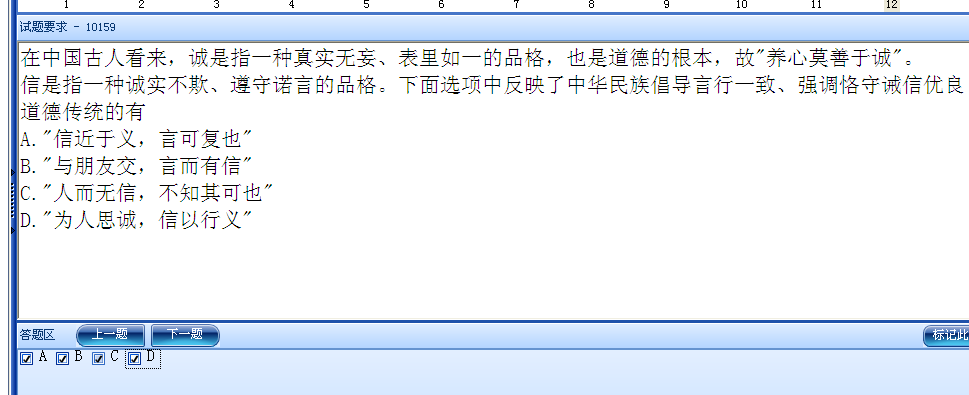 1 2 3 4 5 6 7 8 9 10 11 12
试题要求 - 10159
在中国古人看来，诚是指一种真实无妄、表里如一的品格，也是道德的根本，故"养心莫善于诚"。
信是指一种诚实不欺、遵守诺言的品格。下面选项中反映了中华民族倡导言行一致、强调恪守诚信优良
道德传统的有
A."信近于义，言可复也"
B."与朋友交，言而有信"
C."人而无信，不知其可也"
D."为人思诚，信以行义"
答题区 上一题 下一题 标记此
A B C D